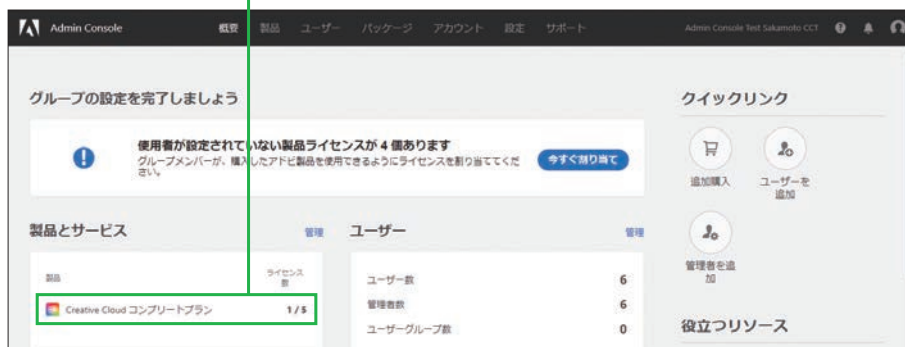 Admin Console 概要 製品 ユーザー パッケージ アカウント 設定 サポート Admin Console Test Sakamoto CCT
グループの設定を完了しましょう
使用者が設定されていない製品ライセンスが 4 個あります
グループメンバーが、購入したアドビ製品を使用できるようにライセンスを割り当ててくだ
さい。
今すぐ割り当て
製品とサービス 管理
製品 ライセンス
数
Creative Cloud コンプリートプラン 1 / 5
ユーザー 管理
ユーザー数 6
管理者数 6
ユーザーグループ数 0
クイックリンク
追加購入
ユーザーを
追加
管理者を追
加
役立つリソース